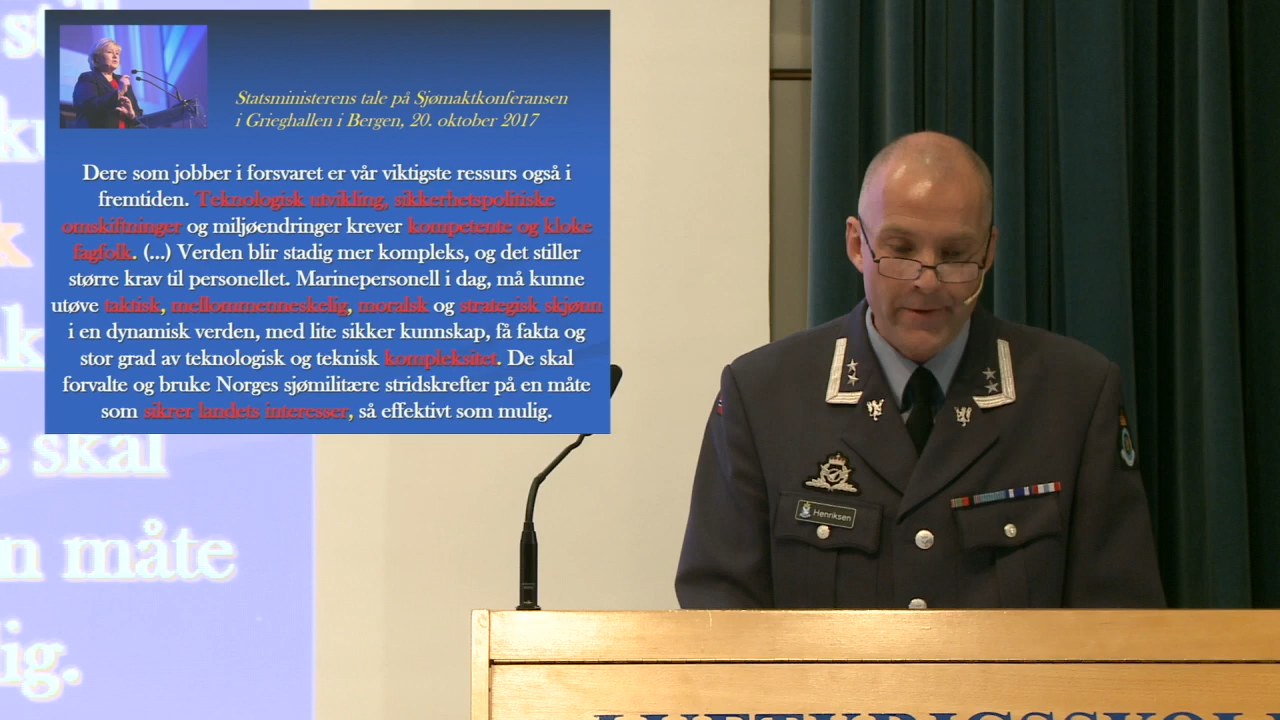 Statsministerens tale på Sjømaktkonferansen
i Grieghallen i Bergen, 20. oktober 2017
Dere som jobber i forsvaret er vår viktigste ressurs også i
fremtiden. Teknologisk utvikling, sikkerhetspolitiske
omskiftninger og miljøendringer krever kompetente og kloke
fagfolk. (...) Verden blir stadig mer kompleks, og det stiller
større krav til personellet. Marinepersonell i dag, må kunne
utøve taktisk, mellommenneskelig, moralsk og strategisk skjønn
i en dynamisk verden, med lite sikker kunnskap, få fakta og
stor grad av teknologisk og teknisk kompleksitet. De skal
forvalte og bruke Norges sjømilitære stridskrefter på en måte
som sikrer landets interesser, så effektivt som mulig.
skal
måte
ig.
Henriksen